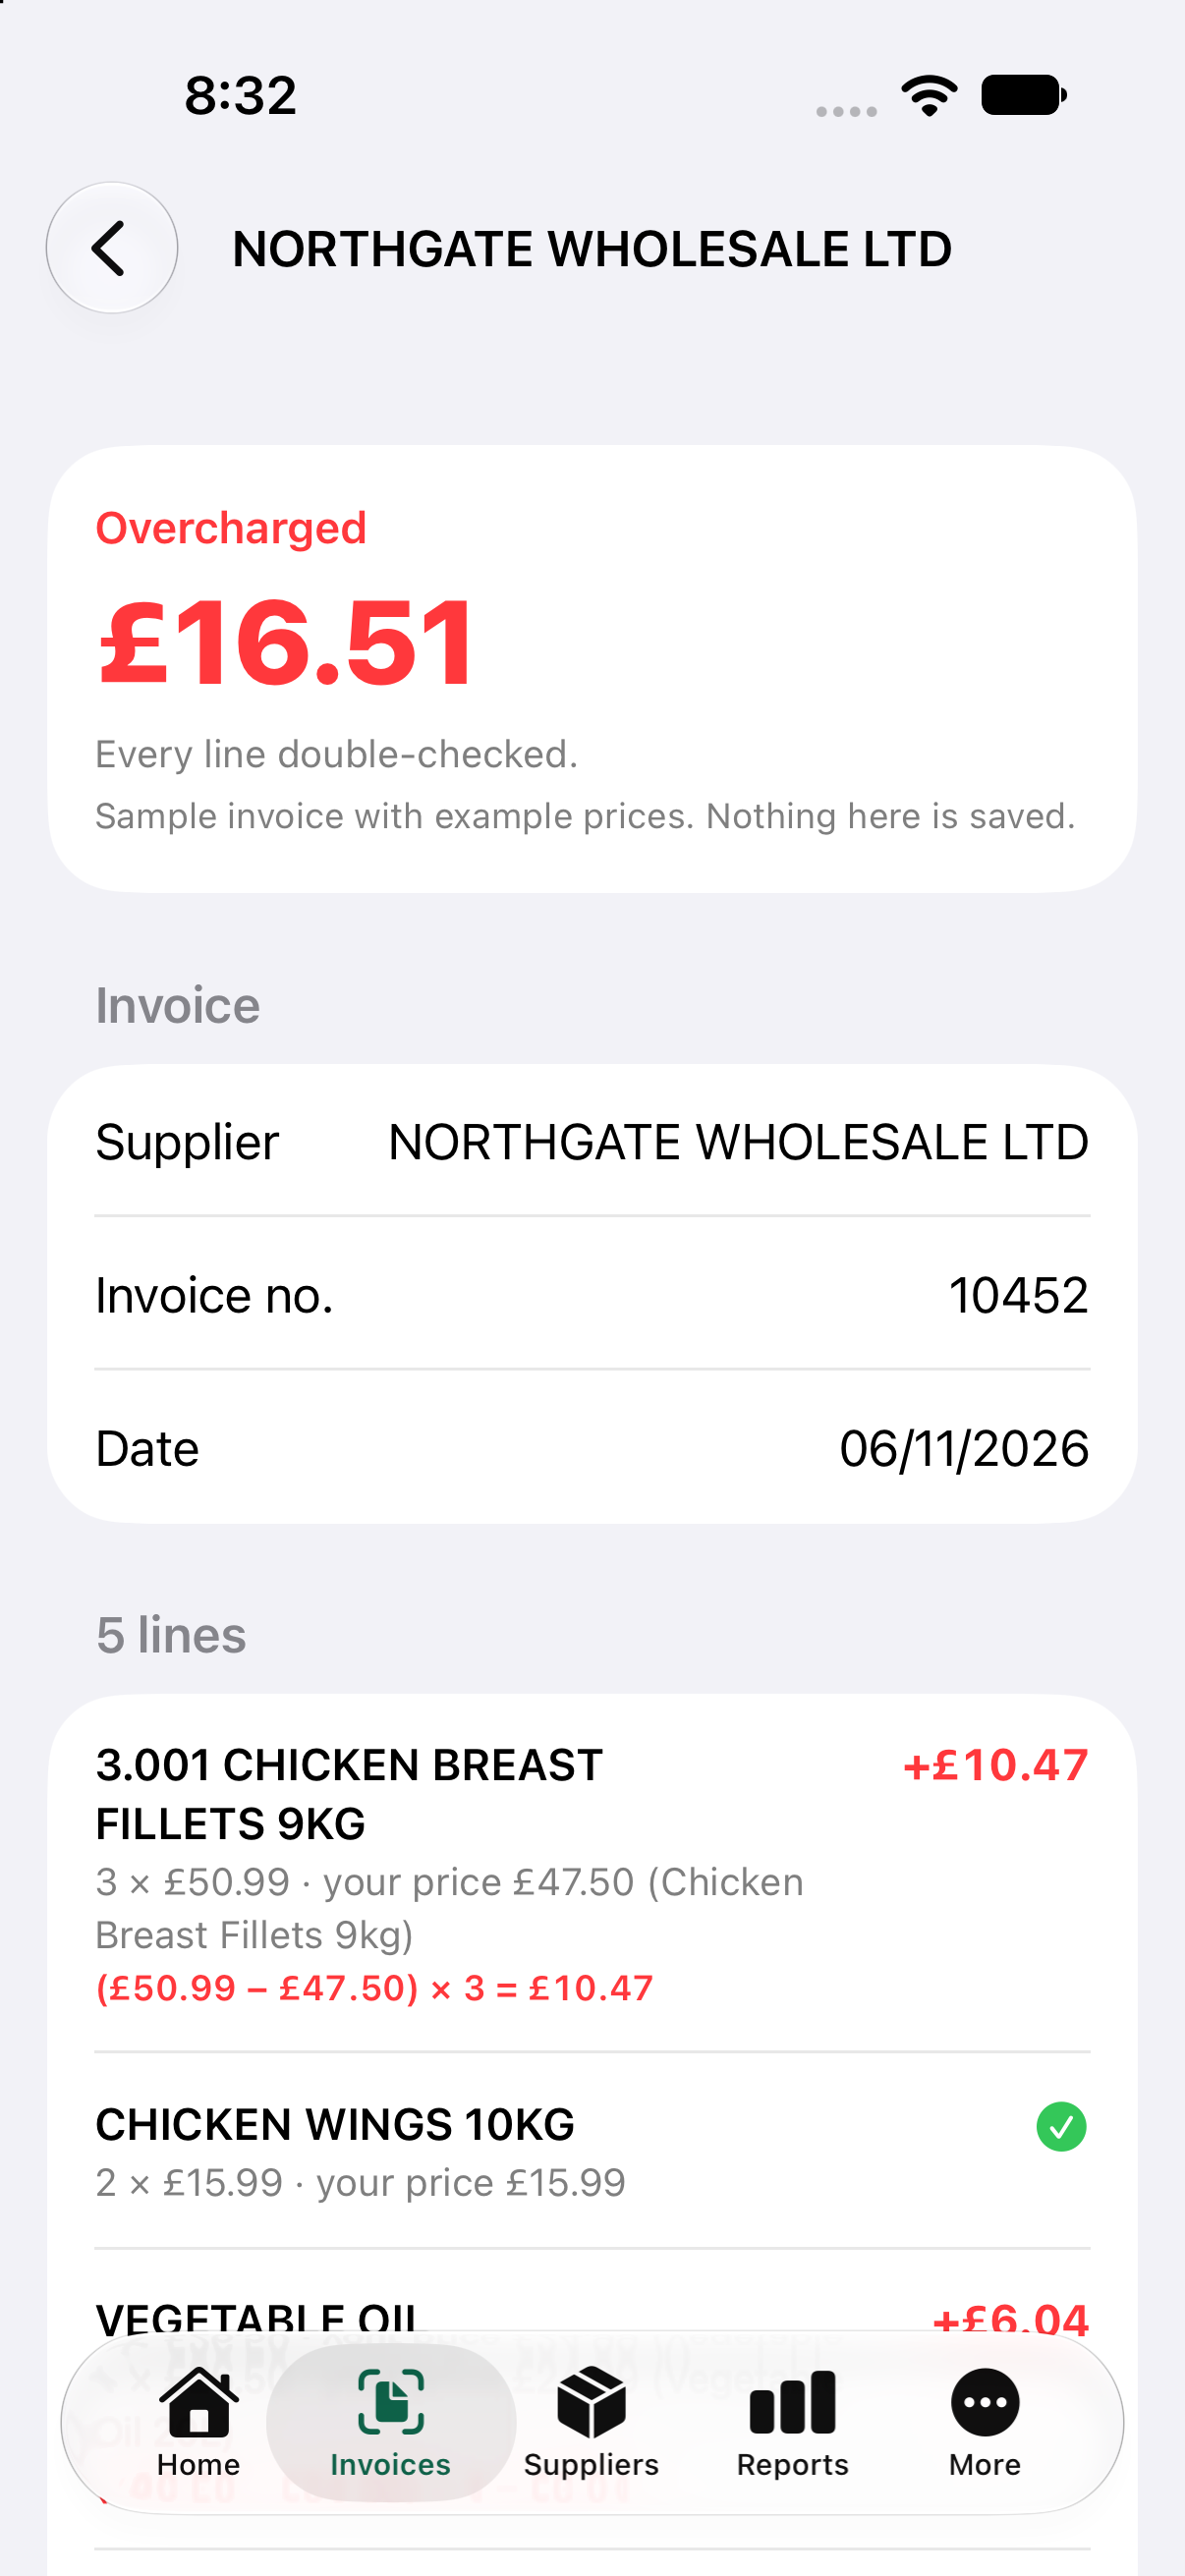 8:32
NORTHGATE WHOLESALE LTD
Overcharged
£16.51
Every line double-checked.
Sample invoice with example prices. Nothing here is saved.
Invoice
Supplier NORTHGATE WHOLESALE LTD
Invoice no. 10452
Date 06/11/2026
5 lines
3.001 CHICKEN BREAST +£10.47
FILLETS 9KG
3 × £50.99 · your price £47.50 (Chicken
Breast Fillets 9kg)
(£50.99 – £47.50) × 3 = £10.47
CHICKEN WINGS 10KG
2 × £15.99 · your price £15.99
VEGETABLE OIL +£6.04
Home Invoices Suppliers Reports More